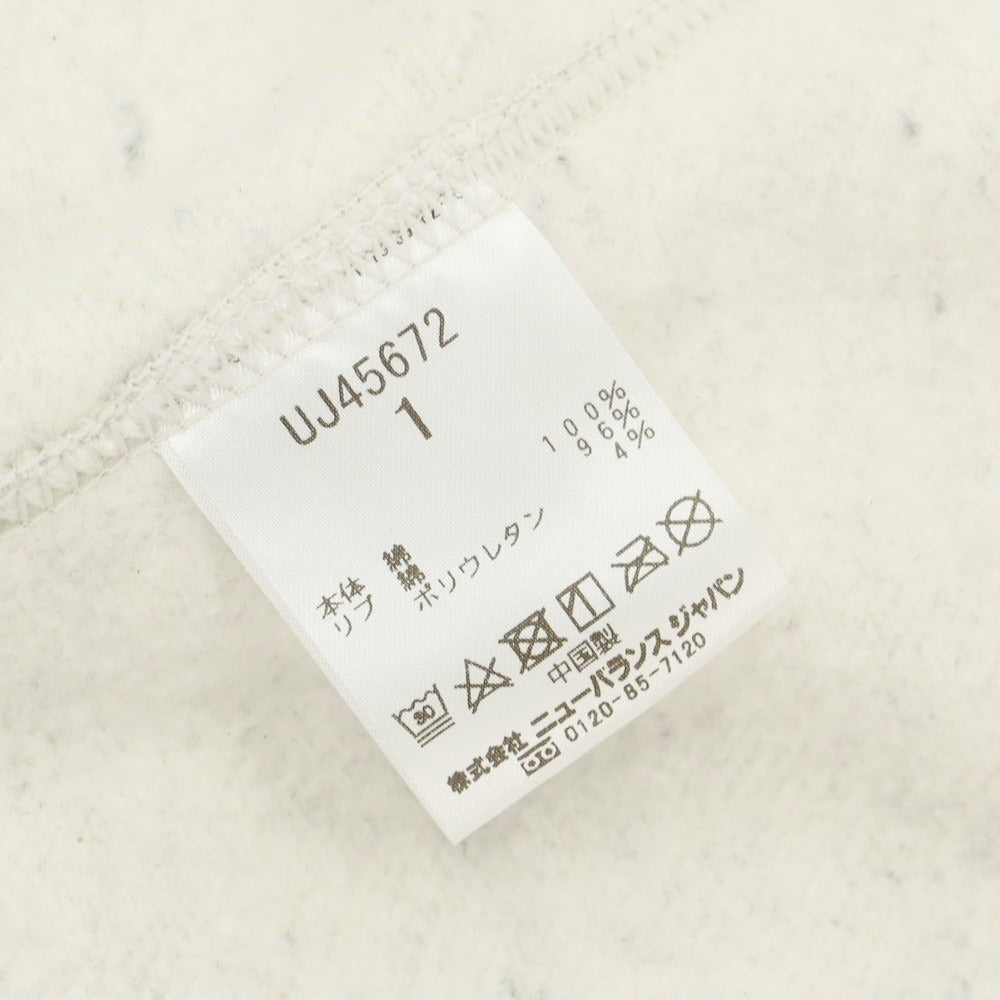 UJ45672
1
本体 綿 100%
リブ 綿 96%
ポリウレタン 4%
30
中国製
株式会社 ニューバランス ジャパン
0120-85-7120